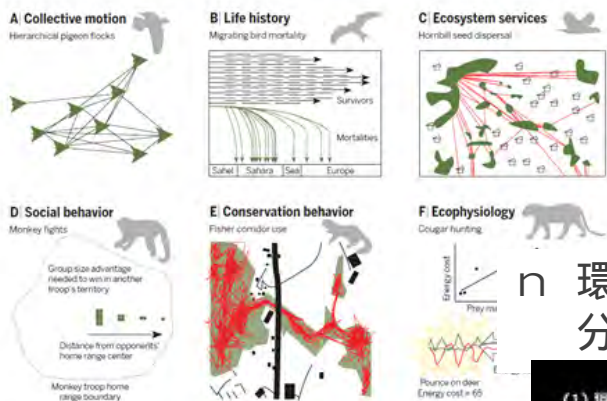 A | Collective motion
Hierarchical pigeon flocks
B | Life history
Migrating bird mortality
Survivors
Mortalities
Sahel Sahara Sea Europe
C | Ecosystem services
Hornbill seed dispersal
D | Social behavior
Monkey fights
Group size advantage
needed to win in another
troop's territory
Distance from opponents'
home range center
Monkey troop home
range boundary
E | Conservation behavior
Fisher corridor use
F | Ecophysiology
Cougar hunting
Energy cost
Prey
Pounce on deer
Energy cost > 65
n 環
分
(1)